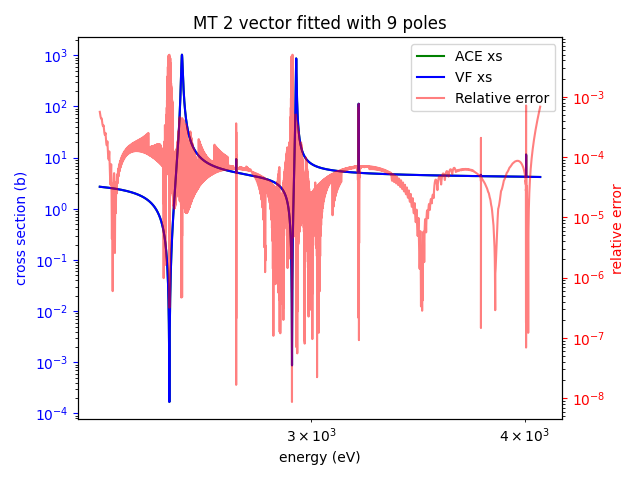 MT 2 vector fitted with 9 poles
ACE xs
VF xs
Relative error
cross section (b)
10³
10²
10¹
10⁰
10⁻¹
10⁻²
10⁻³
10⁻⁴
10⁻³
10⁻⁴
10⁻⁵
10⁻⁶
10⁻⁷
10⁻⁸
relative error
3 × 10³
4 × 10³
energy (eV)